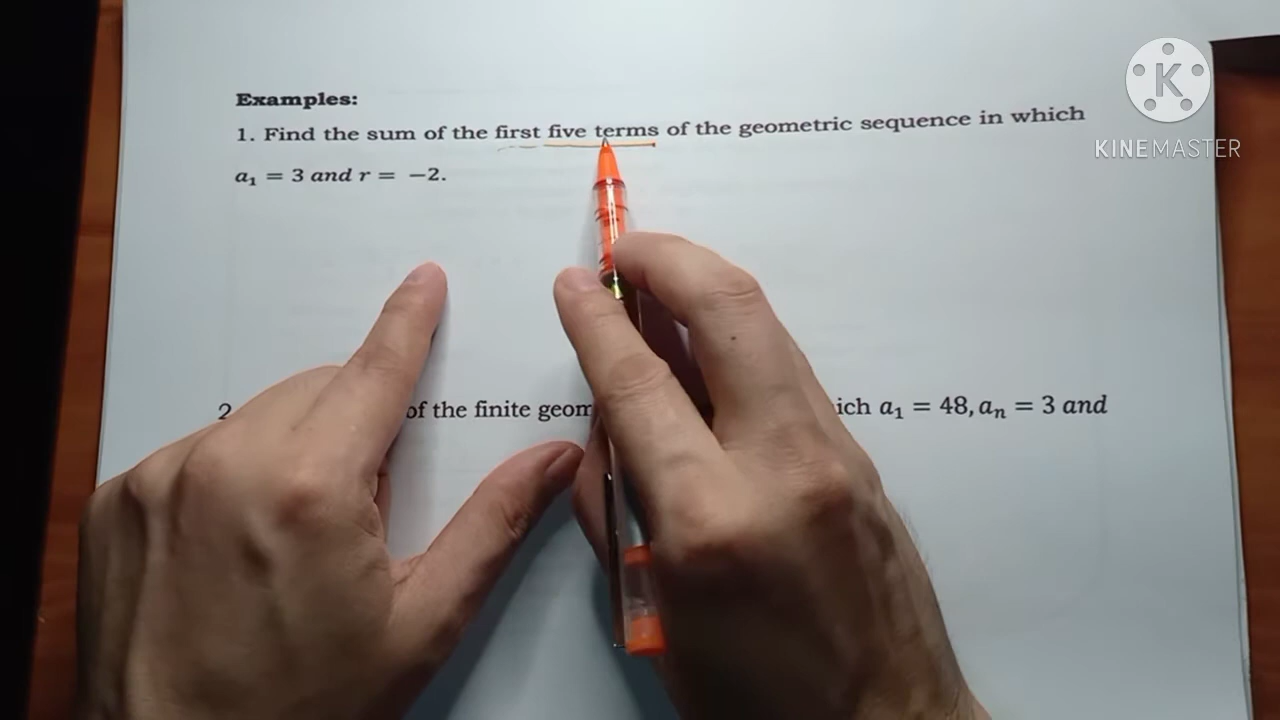 Examples:
1. Find the sum of the first five terms of the geometric sequence in which
a₁ = 3 and r = −2.
2 of the finite geom ich a₁ = 48, aₙ = 3 and
K
KINEMASTER